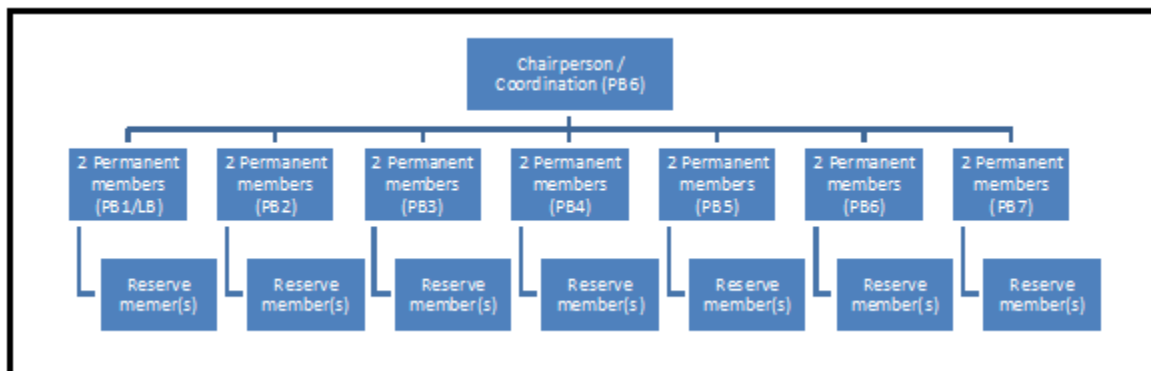 Chairperson /
Coordination (PB6)
2 Permanent
members
(PB1/LB)
2 Permanent
members
(PB2)
2 Permanent
members
(PB3)
2 Permanent
members
(PB4)
2 Permanent
members
(PB5)
2 Permanent
members
(PB6)
2 Permanent
members
(PB7)
Reserve
memer(s)
Reserve
member(s)
Reserve
member(s)
Reserve
member(s)
Reserve
member(s)
Reserve
member(s)
Reserve
member(s)